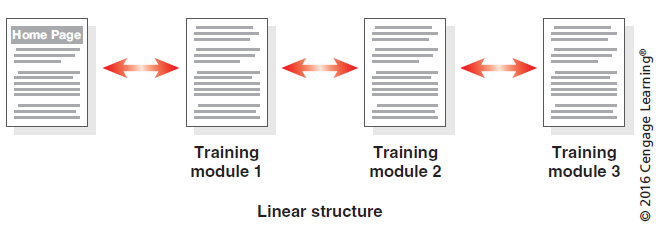 Home Page
Training
module 1
Training
module 2
Training
module 3
Linear structure
© 2016 Cengage Learning®